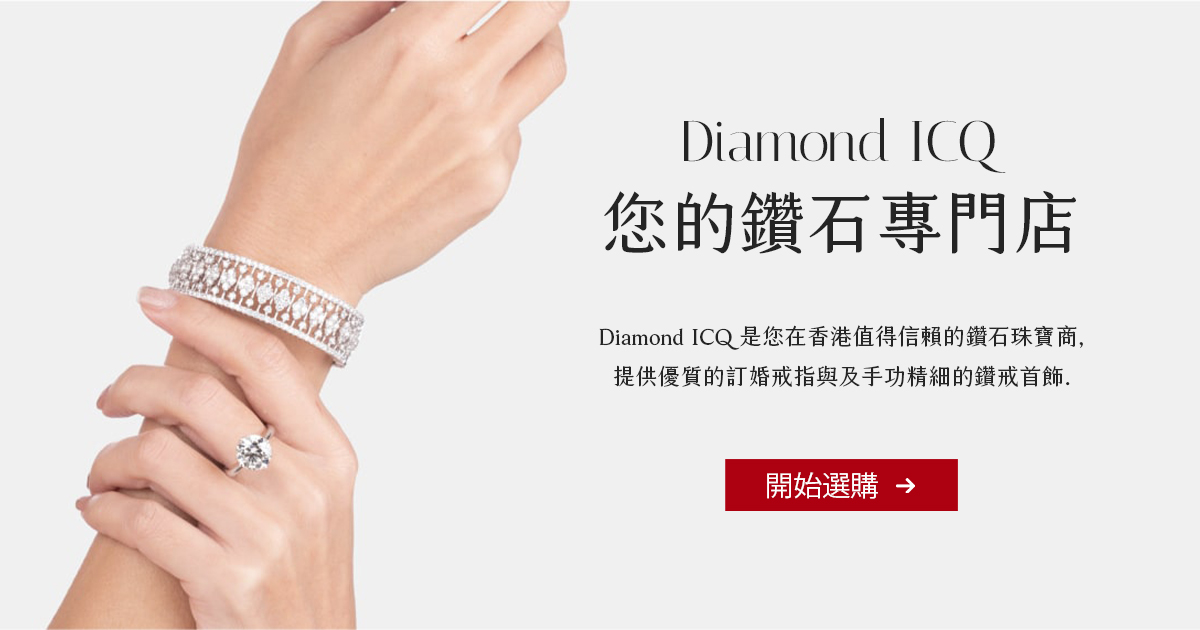 Diamond ICQ
您的鑽石專門店
Diamond ICQ 是您在香港值得信賴的鑽石珠寶商,
提供優質的訂婚戒指與及手功精細的鑽戒首飾.
開始選購 →